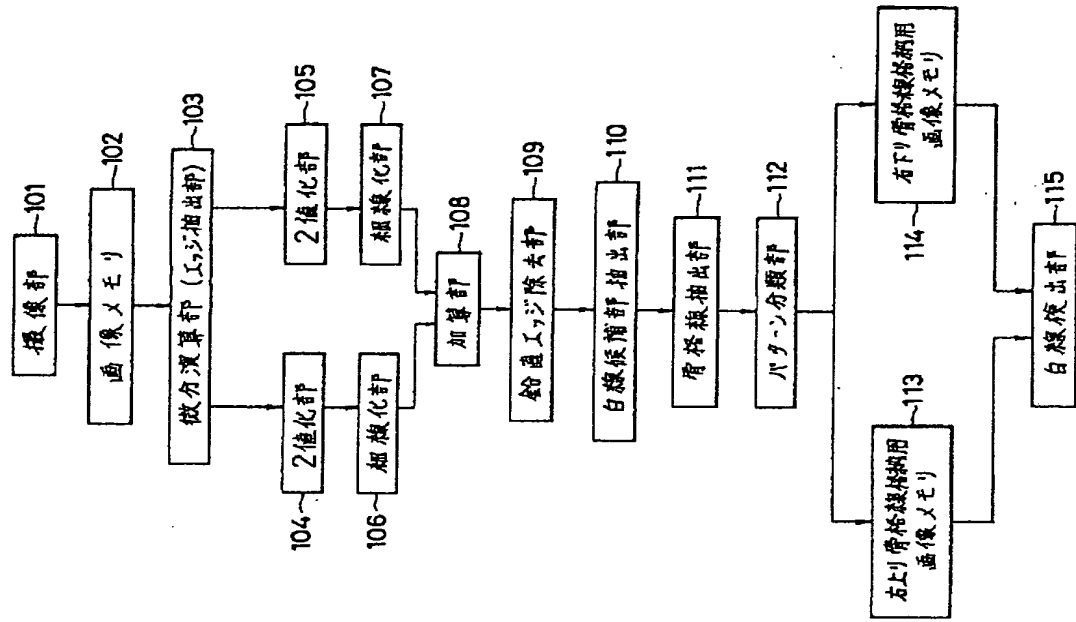 撮像部
101
画像メモリ
102
微分演算部(エッジ抽出部)
103
2値化部
104
2値化部
105
細線化部
106
細線化部
107
加算部
108
鉛直エッジ除去部
109
白線候補部抽出部
110
骨格線抽出部
111
パターン分類部
112
右上り骨格線格納用
画像メモリ
113
右下り骨格線格納用
画像メモリ
114
白線検出部
115